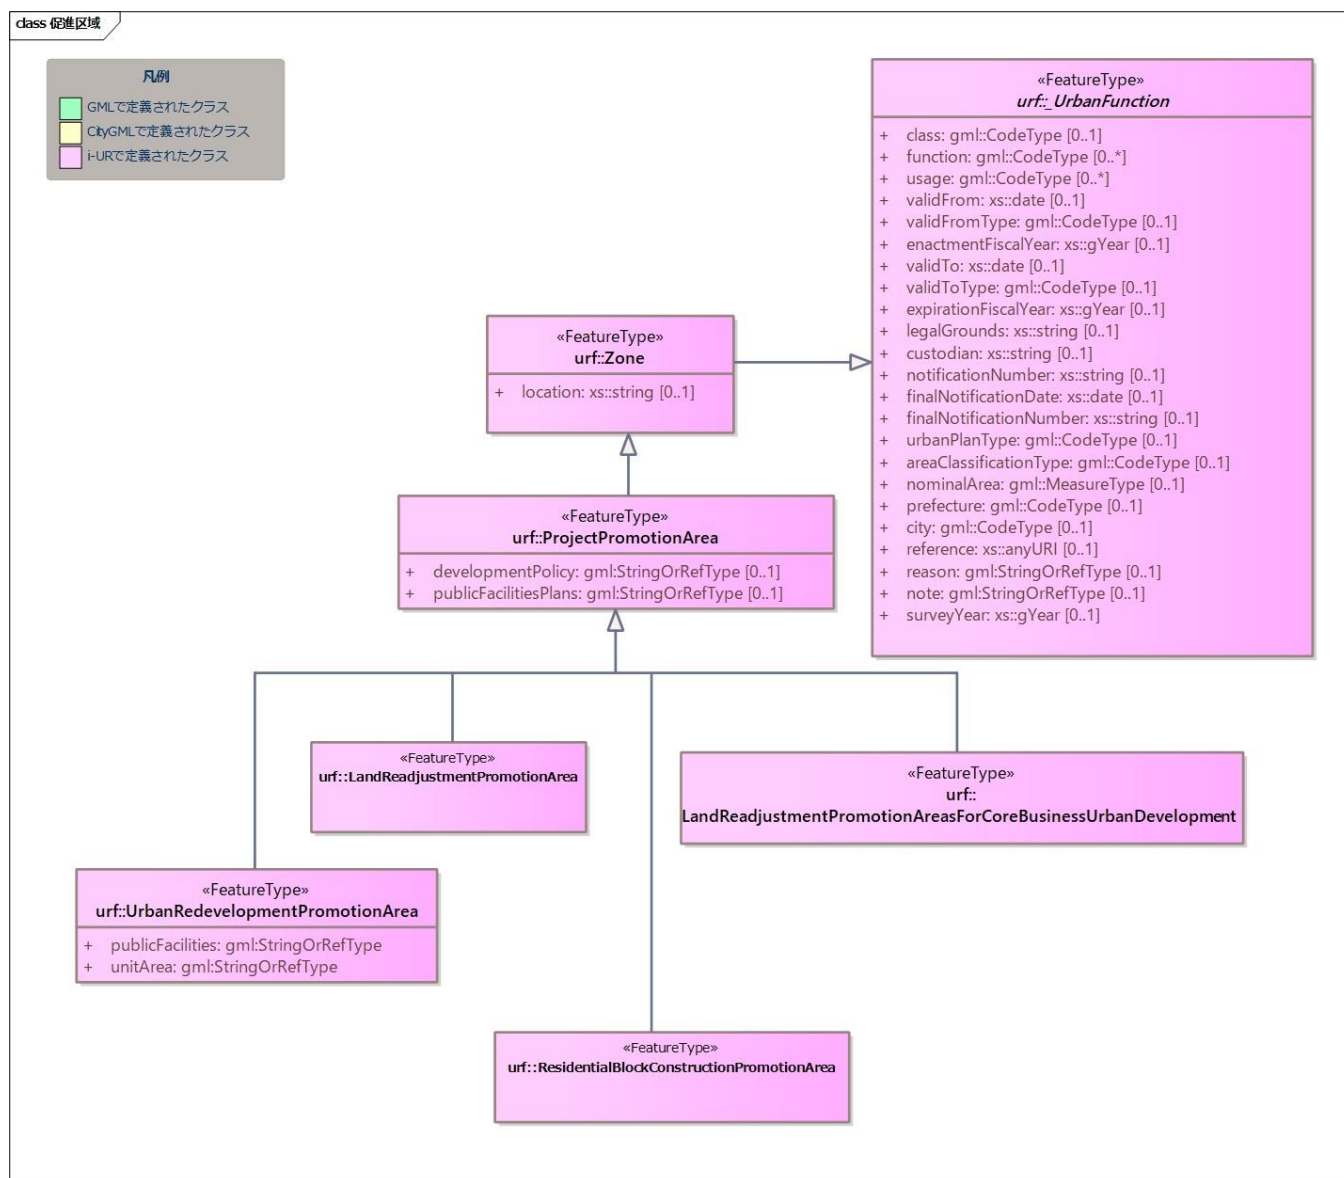 class 促進区域
凡例
GMLで定義されたクラス
CityGMLで定義されたクラス
i-URで定義されたクラス
«FeatureType»
urf::_UrbanFunction
+ class: gml::CodeType [0..1]
+ function: gml::CodeType [0..*]
+ usage: gml::CodeType [0..*]
+ validFrom: xs::date [0..1]
+ validFromType: gml::CodeType [0..1]
+ enactmentFiscalYear: xs::gYear [0..1]
+ validTo: xs::date [0..1]
+ validToType: gml::CodeType [0..1]
+ expirationFiscalYear: xs::gYear [0..1]
+ legalGrounds: xs::string [0..1]
+ custodian: xs::string [0..1]
+ notificationNumber: xs::string [0..1]
+ finalNotificationDate: xs::date [0..1]
+ finalNotificationNumber: xs::string [0..1]
+ urbanPlanType: gml::CodeType [0..1]
+ areaClassificationType: gml::CodeType [0..1]
+ nominalArea: gml::MeasureType [0..1]
+ prefecture: gml::CodeType [0..1]
+ city: gml::CodeType [0..1]
+ reference: xs::anyURI [0..1]
+ reason: gml:StringOrRefType [0..1]
+ note: gml:StringOrRefType [0..1]
+ surveyYear: xs::gYear [0..1]
«FeatureType»
urf::Zone
+ location: xs::string [0..1]
«FeatureType»
urf::ProjectPromotionArea
+ developmentPolicy: gml:StringOrRefType [0..1]
+ publicFacilitiesPlans: gml:StringOrRefType [0..1]
«FeatureType»
urf::LandReadjustmentPromotionArea
«FeatureType»
urf::
LandReadjustmentPromotionAreasForCoreBusinessUrbanDevelopment
«FeatureType»
urf::UrbanRedevelopmentPromotionArea
+ publicFacilities: gml:StringOrRefType
+ unitArea: gml:StringOrRefType
«FeatureType»
urf::ResidentialBlockConstructionPromotionArea